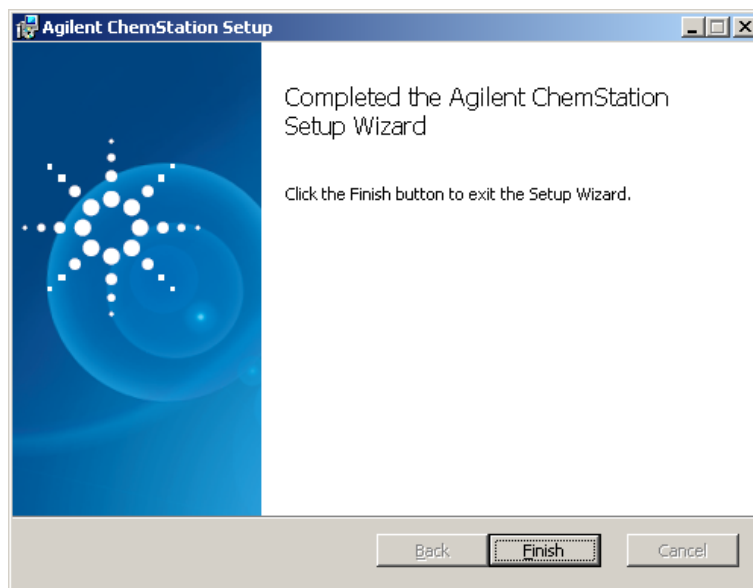 Agilent ChemStation Setup
Completed the Agilent ChemStation
Setup Wizard
Click the Finish button to exit the Setup Wizard.
Back
Finish
Cancel